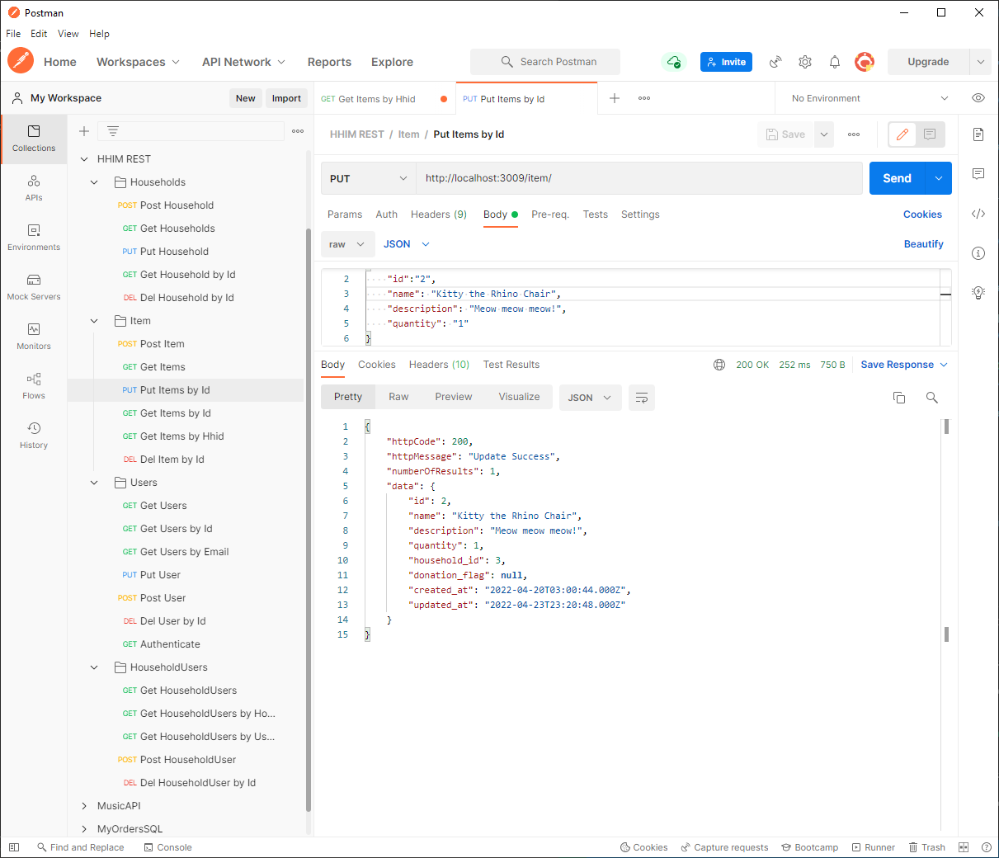 Postman
File Edit View Help
Home Workspaces API Network Reports Explore Search Postman Invite Upgrade
My Workspace New Import GET Get Items by Hhid PUT Put Items by Id No Environment
Collections
APIs
Environments
Mock Servers
Monitors
Flows
History
HHIM REST
Households
POST Post Household
GET Get Households
PUT Put Household
GET Get Household by Id
DEL Del Household by Id
Item
POST Post Item
GET Get Items
PUT Put Items by Id
GET Get Items by Id
GET Get Items by Hhid
DEL Del Item by Id
Users
GET Get Users
GET Get Users by Id
GET Get Users by Email
PUT Put User
POST Post User
DEL Del User by Id
GET Authenticate
HouseholdUsers
GET Get HouseholdUsers
GET Get HouseholdUsers by Ho...
GET Get HouseholdUsers by Us...
POST Post HouseholdUser
DEL Del HouseholdUser by Id
MusicAPI
MyOrdersSQL
HHIM REST / Item / Put Items by Id Save
PUT http://localhost:3009/item/ Send
Params Auth Headers (9) Body Pre-req. Tests Settings Cookies
raw JSON Beautify
2 "id":"2",
3 "name": "Kitty the Rhino Chair",
4 "description": "Meow meow meow!",
5 "quantity": "1"
6 }
Body Cookies Headers (10) Test Results 200 OK 252 ms 750 B Save Response
Pretty Raw Preview Visualize JSON
1 {
2 "httpCode": 200,
3 "httpMessage": "Update Success",
4 "numberOfResults": 1,
5 "data": {
6 "id": 2,
7 "name": "Kitty the Rhino Chair",
8 "description": "Meow meow meow!",
9 "quantity": 1,
10 "household_id": 3,
11 "donation_flag": null,
12 "created_at": "2022-04-20T03:00:44.000Z",
13 "updated_at": "2022-04-23T23:20:48.000Z"
14 }
15 }
Find and Replace Console Cookies Capture requests Bootcamp Runner Trash